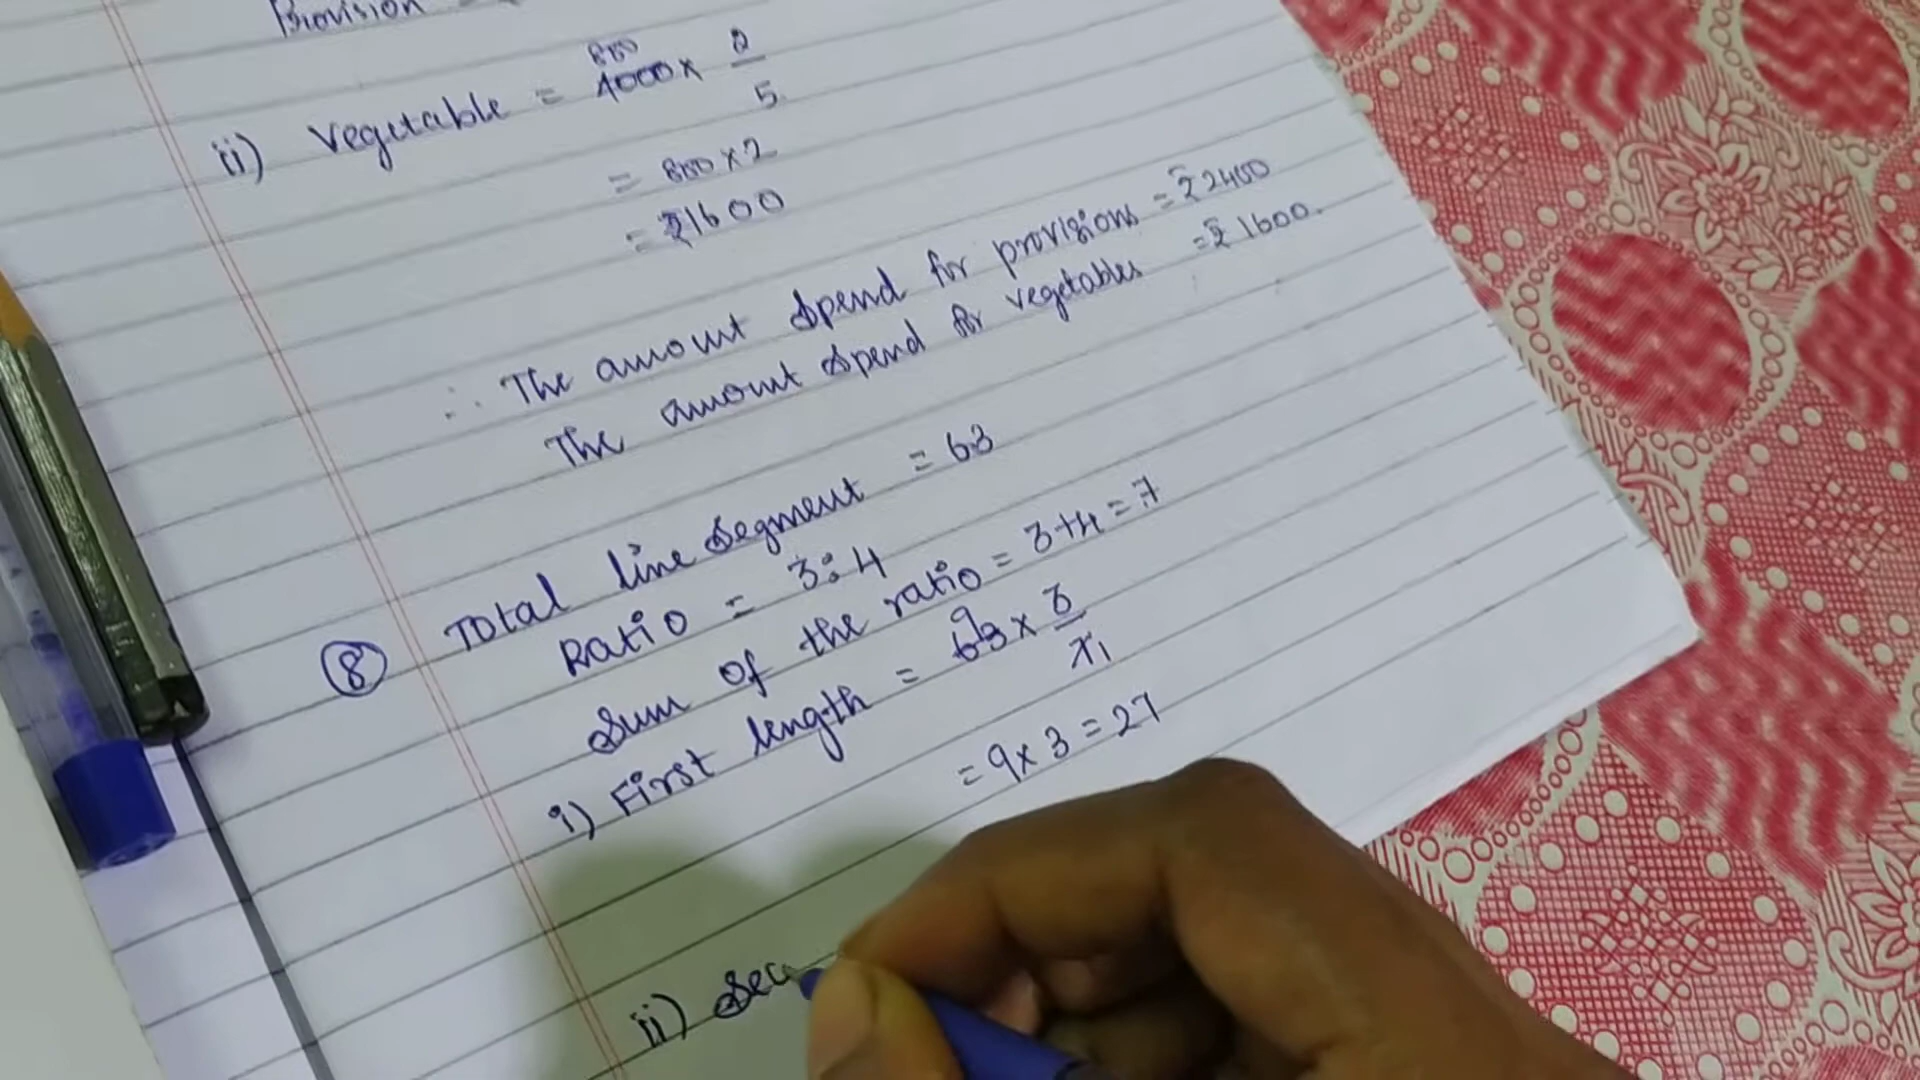 Provision
ii) Vegetable = 4000 × 2/5
800
= 800 × 2
= ₹1600
∴ The amount spend for provisions = ₹2400
The amount spend for vegetables = ₹1600.
8 Total line segment = 63
Ratio = 3:4
Sum of the ratio = 3+4=7
i) First length = 63 × 3/7
9 1
= 9×3=27
ii) Sec